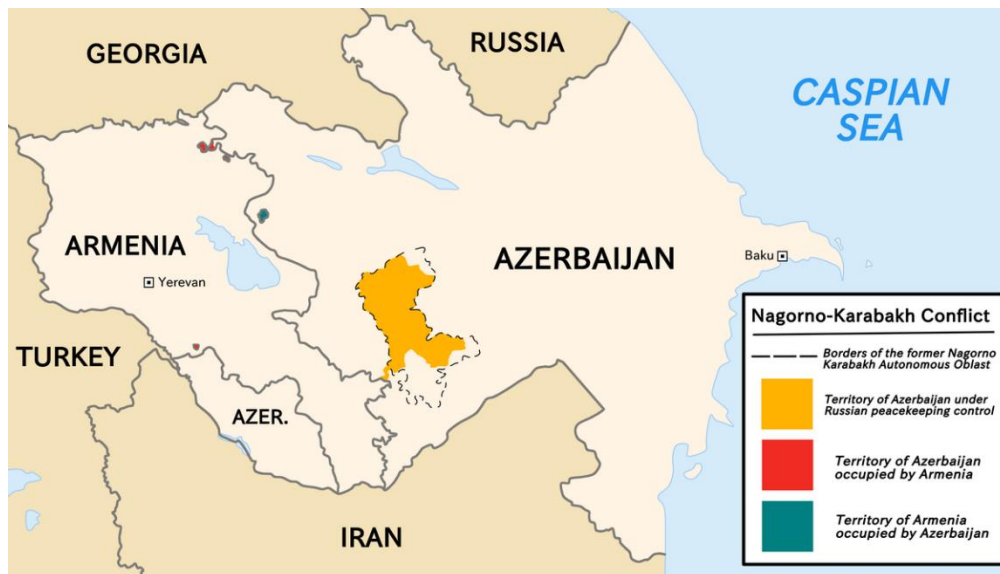 RUSSIA
GEORGIA
CASPIAN
SEA
ARMENIA
AZERBAIJAN
Baku
Yerevan
TURKEY
AZER.
IRAN
Nagorno-Karabakh Conflict
Borders of the former Nagorno
Karabakh Autonomous Oblast
Territory of Azbaijan under
Russian peacekeeping control
Territory of Azerbaijan
occupied by Armenia
Territory of Armenia
occupied by Azerbaijan